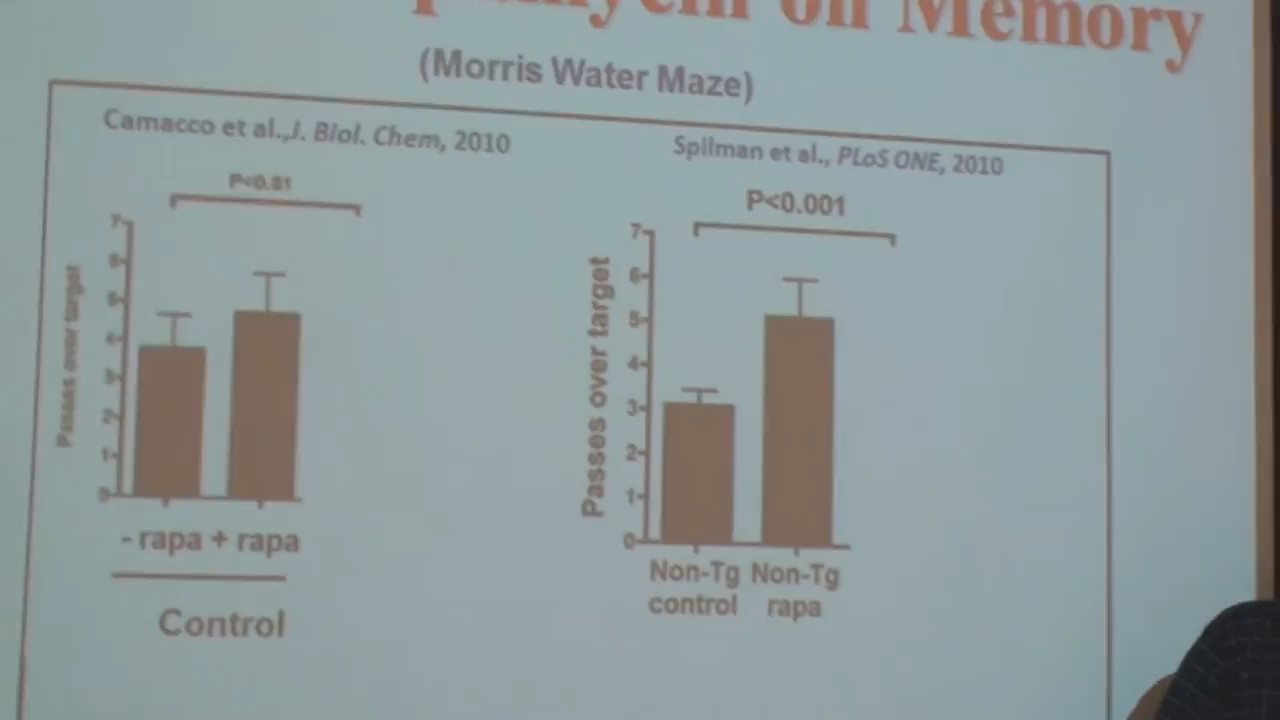 on Memory
(Morris Water Maze)
Camacco et al., J. Biol. Chem, 2010
P<0.01
7
6
5
4
3
2
1
0
Passes over target
- rapa + rapa
Control
Spilman et al., PLoS ONE, 2010
P<0.001
7
6
5
4
3
2
1
0
Passes over target
Non-Tg Non-Tg
control rapa